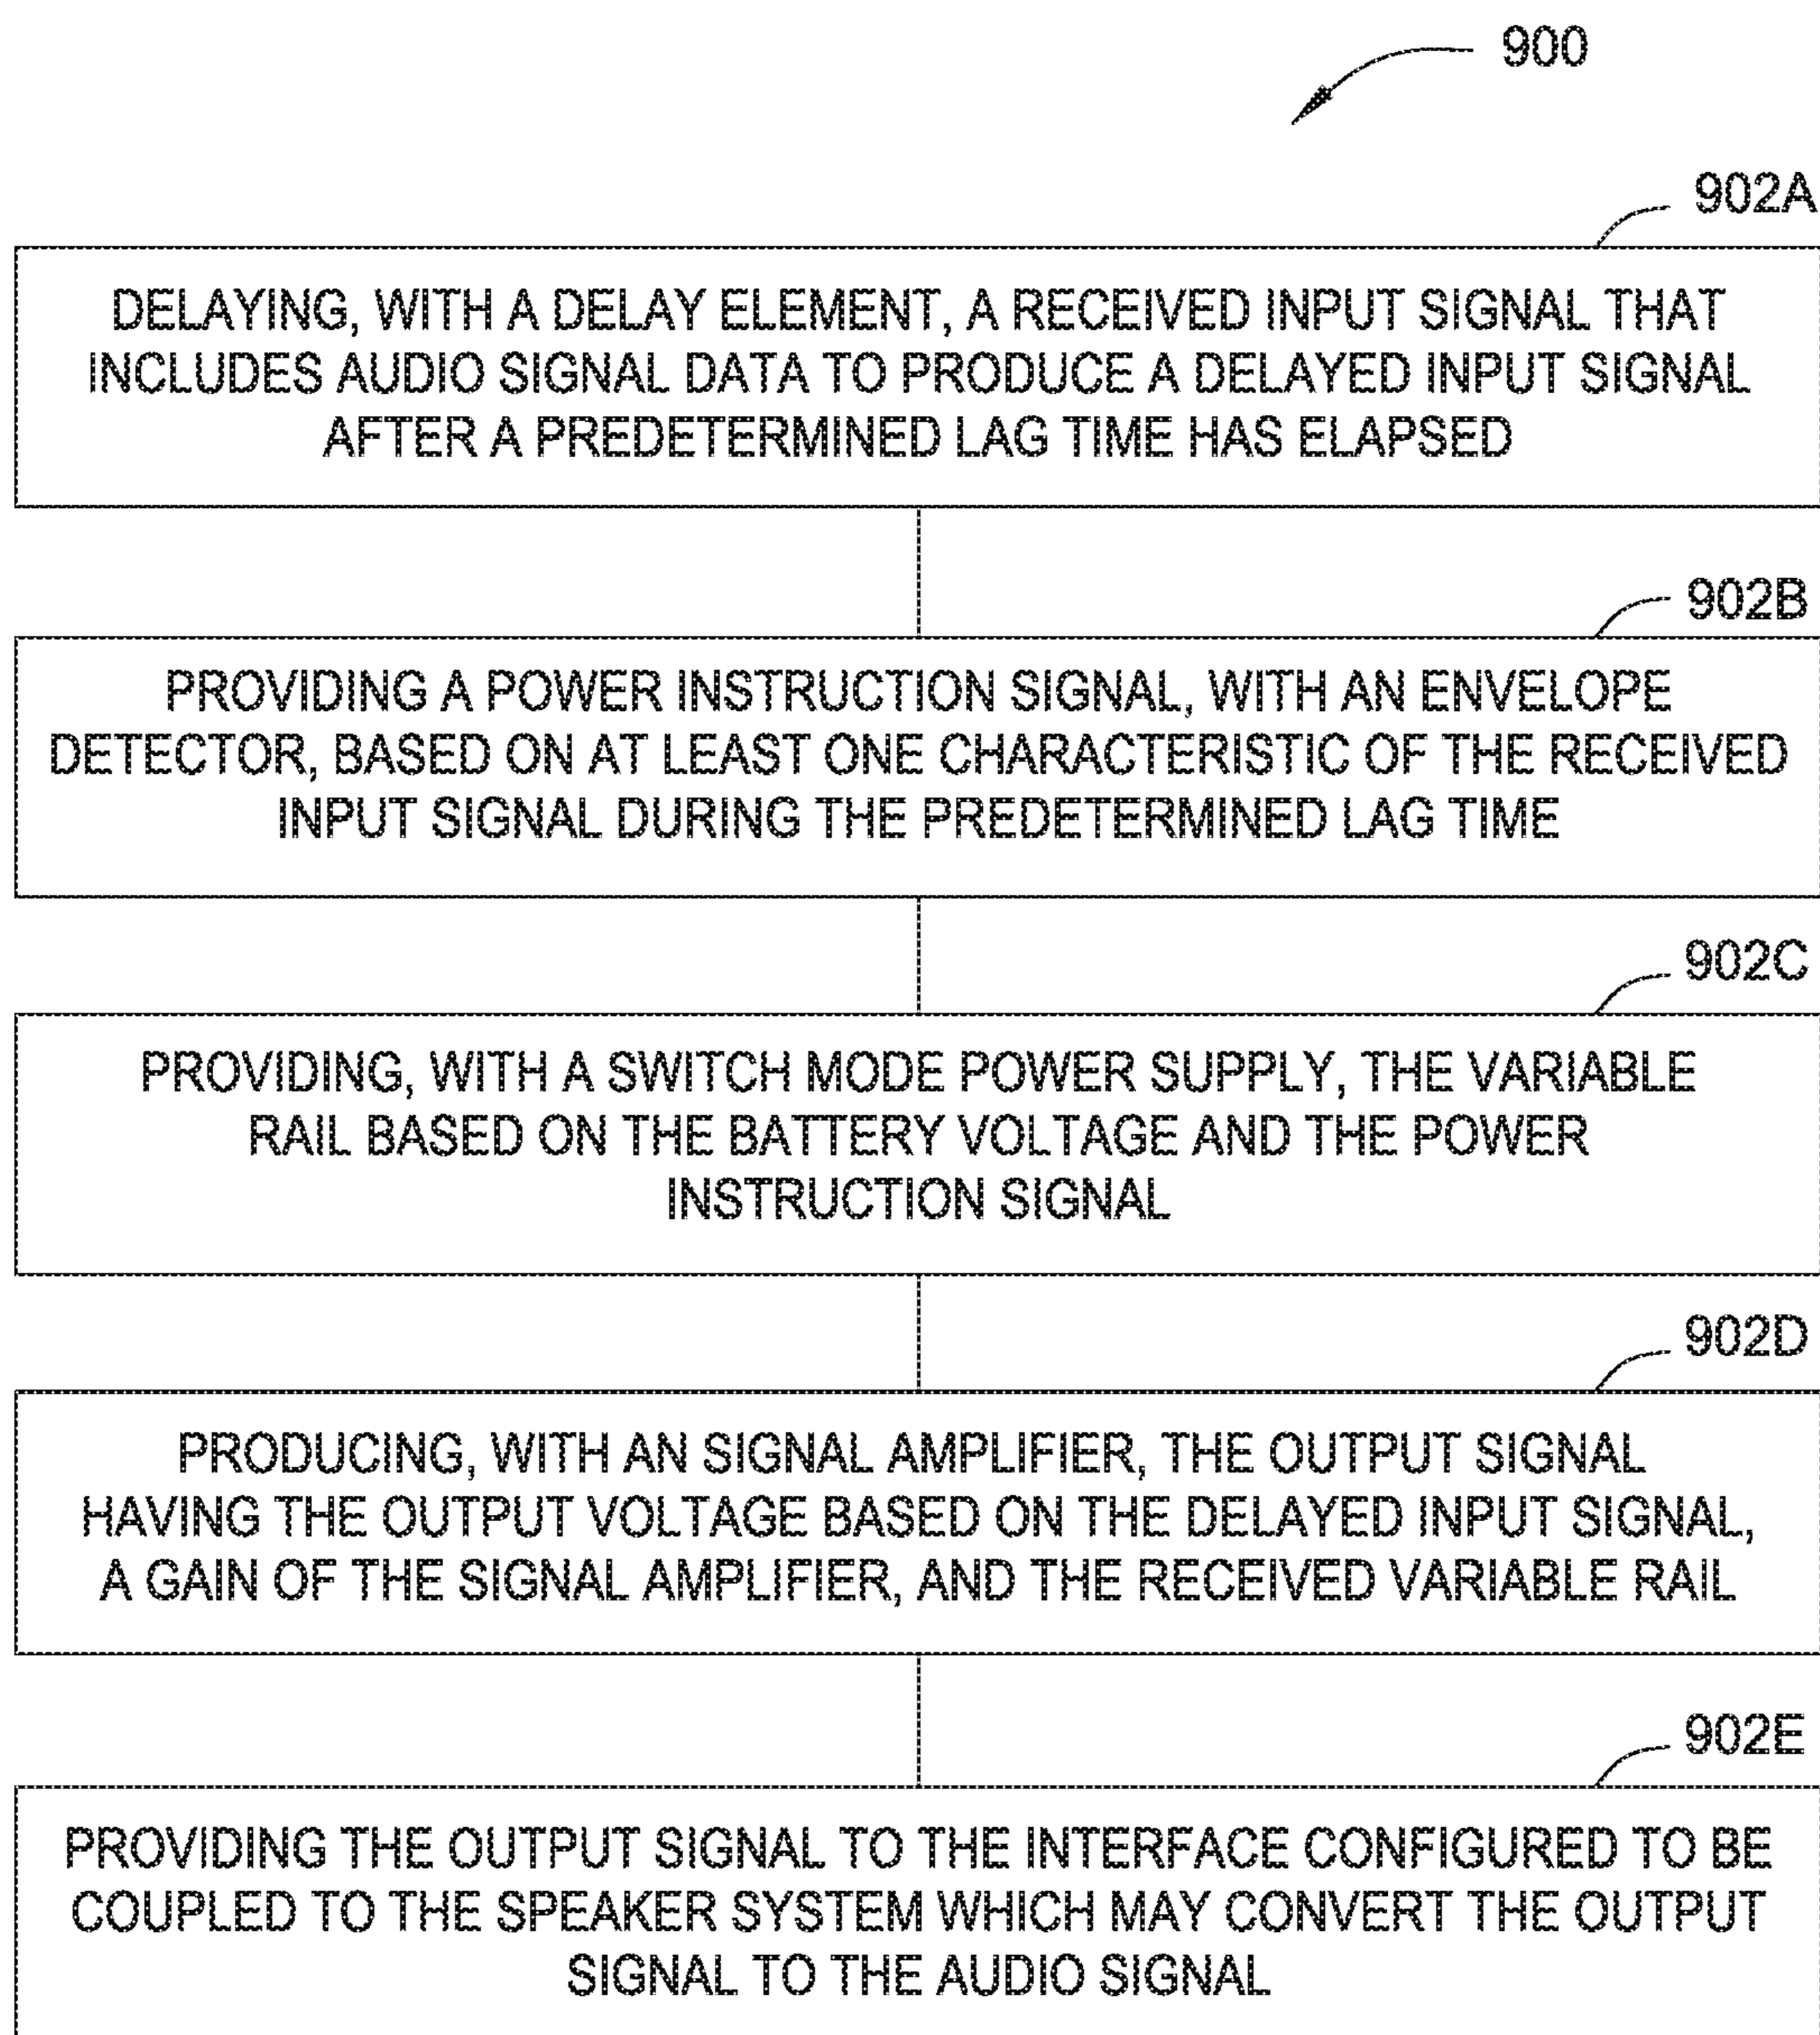 900
902A
DELAYING, WITH A DELAY ELEMENT, A RECEIVED INPUT SIGNAL THAT
INCLUDES AUDIO SIGNAL DATA TO PRODUCE A DELAYED INPUT SIGNAL
AFTER A PREDETERMINED LAG TIME HAS ELAPSED
902B
PROVIDING A POWER INSTRUCTION SIGNAL, WITH AN ENVELOPE
DETECTOR, BASED ON AT LEAST ONE CHARACTERISTIC OF THE RECEIVED
INPUT SIGNAL DURING THE PREDETERMINED LAG TIME
902C
PROVIDING, WITH A SWITCH MODE POWER SUPPLY, THE VARIABLE
RAIL BASED ON THE BATTERY VOLTAGE AND THE POWER
INSTRUCTION SIGNAL
902D
PRODUCING, WITH AN SIGNAL AMPLIFIER, THE OUTPUT SIGNAL
HAVING THE OUTPUT VOLTAGE BASED ON THE DELAYED INPUT SIGNAL,
A GAIN OF THE SIGNAL AMPLIFIER, AND THE RECEIVED VARIABLE RAIL
902E
PROVIDING THE OUTPUT SIGNAL TO THE INTERFACE CONFIGURED TO BE
COUPLED TO THE SPEAKER SYSTEM WHICH MAY CONVERT THE OUTPUT
SIGNAL TO THE AUDIO SIGNAL